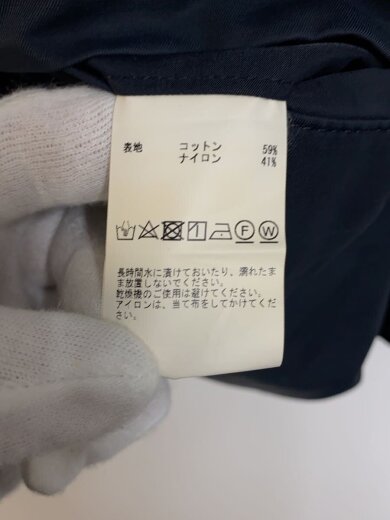 表地 コットン 59%
ナイロン 41%
F W
長時間水に漬けておいたり、濡れたま
ま放置しないでください。
乾燥機のご使用は避けてください。
アイロンは、当て布をしてかけてください。